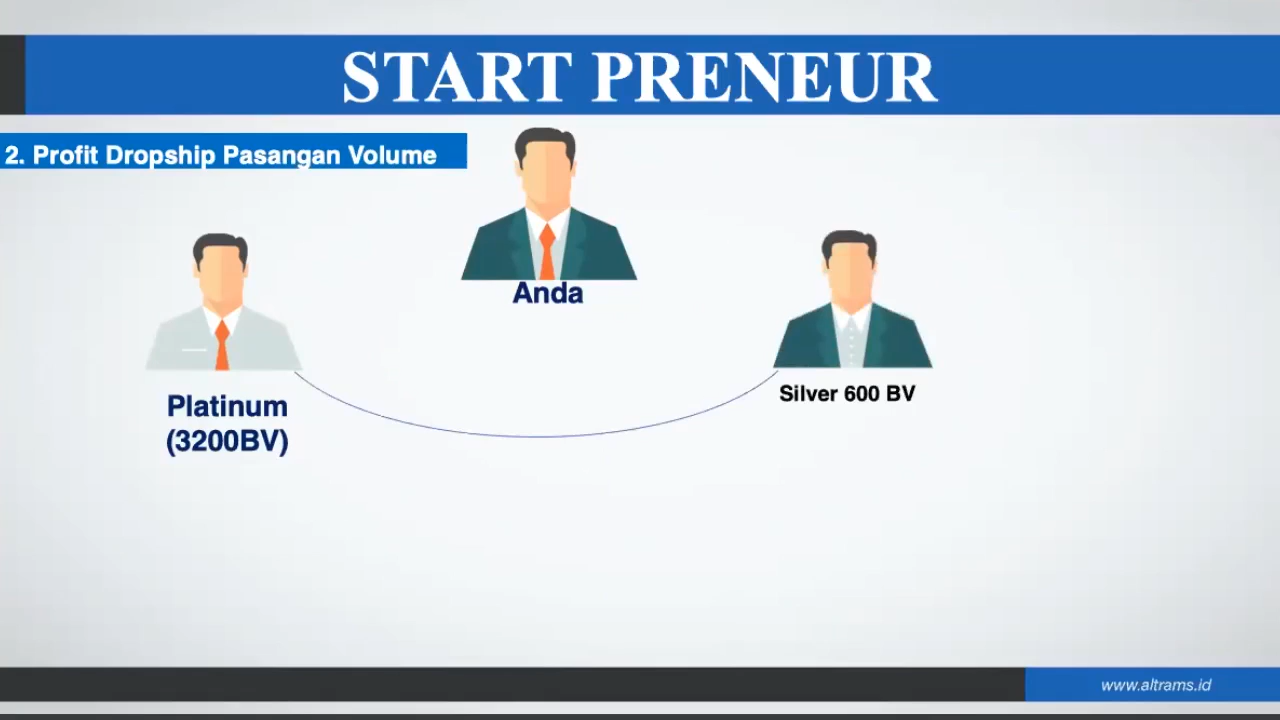 START PRENEUR
2. Profit Dropship Pasangan Volume
Anda
Platinum
(3200BV)
Silver 600 BV
www.altrams.id